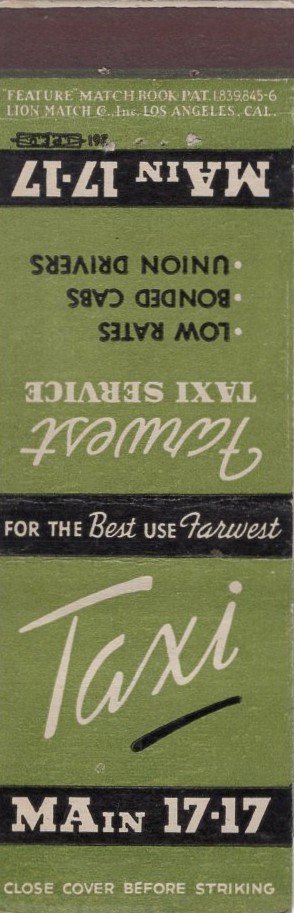 "FEATURE" MATCH BOOK PAT. 1,839,845-6
LION MATCH Co., Inc. LOS ANGELES, CAL.
MAIN 17·17
• UNION DRIVERS
• BONDED CABS
• LOW RATES
TAXI SERVICE
Farwest
FOR THE Best USE Farwest
Taxi
MAIN 17·17
CLOSE COVER BEFORE STRIKING